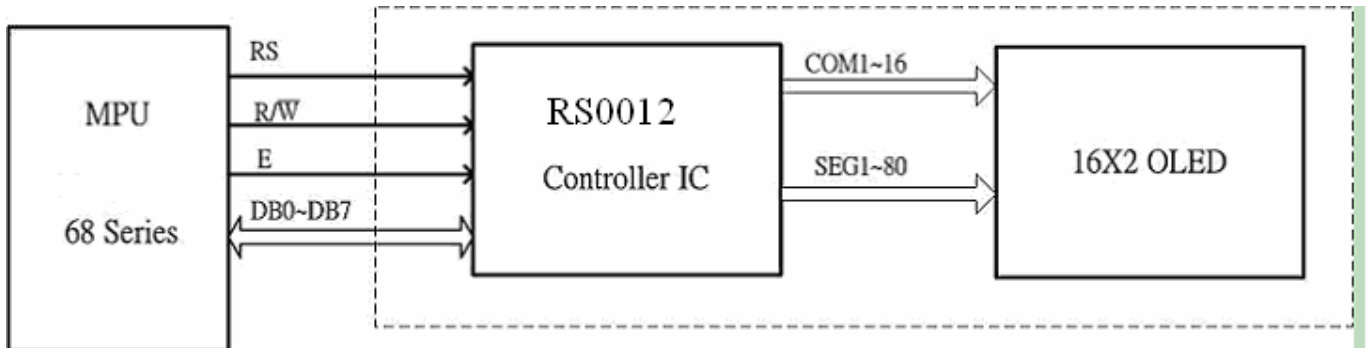 MPU
68 Series
RS
R/W
E
DB0~DB7
RS0012
Controller IC
COM1~16
SEG1~80
16X2 OLED